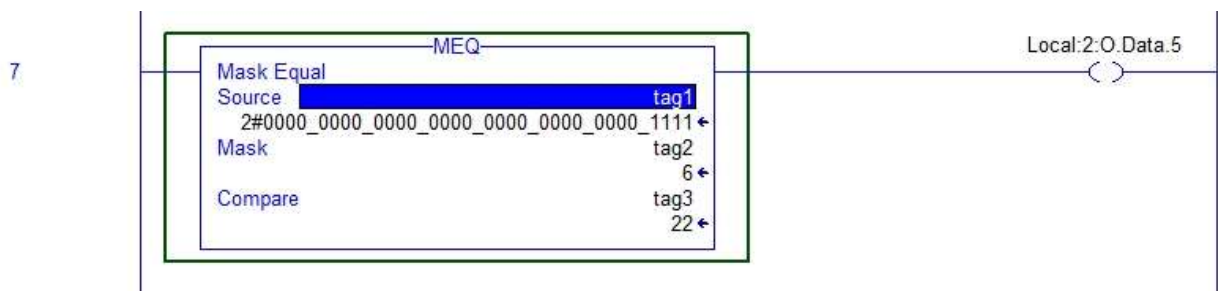 MEQ
Local:2:O.Data.5
7
Mask Equal
Source tag1
2#0000_0000_0000_0000_0000_0000_0000_1111
Mask tag2
6
Compare tag3
22